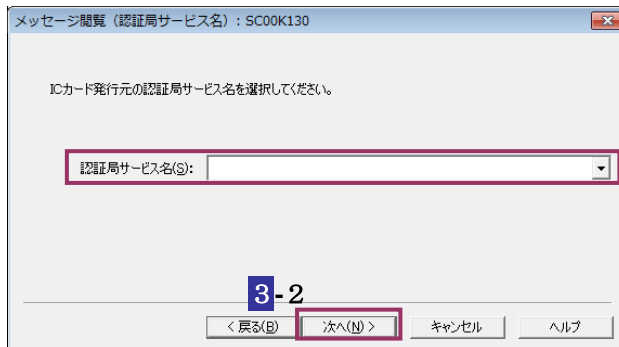 メッセージ閲覧（認証局サービス名）: SC00K130
ICカード発行元の認証局サービス名を選択してください。
認証局サービス名(S):
3-2
< 戻る(B)
次へ(N) >
キャンセル
ヘルプ